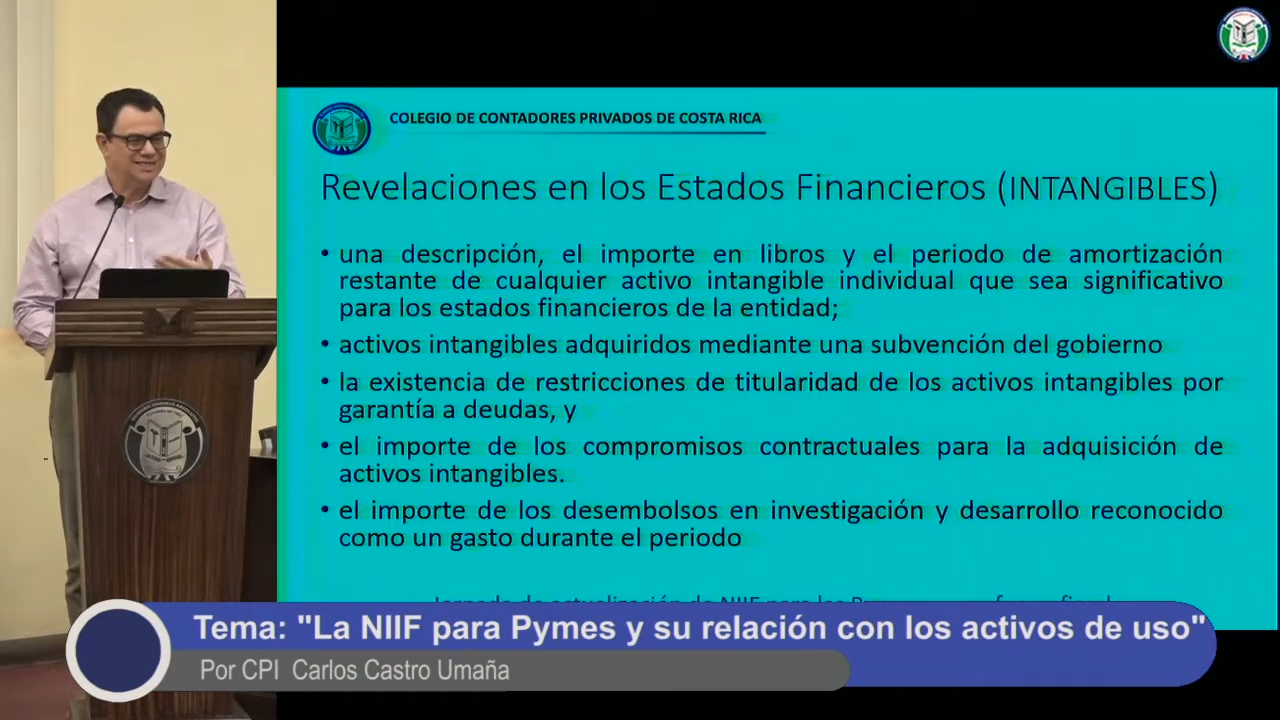 COLEGIO DE CONTADORES PRIVADOS DE COSTA RICA
Revelaciones en los Estados Financieros (INTANGIBLES)
• una descripción, el importe en libros y el periodo de amortización
restante de cualquier activo intangible individual que sea significativo
para los estados financieros de la entidad;
• activos intangibles adquiridos mediante una subvención del gobierno
• la existencia de restricciones de titularidad de los activos intangibles por
garantía a deudas, y
• el importe de los compromisos contractuales para la adquisición de
activos intangibles.
• el importe de los desembolsos en investigación y desarrollo reconocido
como un gasto durante el periodo
Tema: "La NIIF para Pymes y su relación con los activos de uso"
Por CPI Carlos Castro Umaña